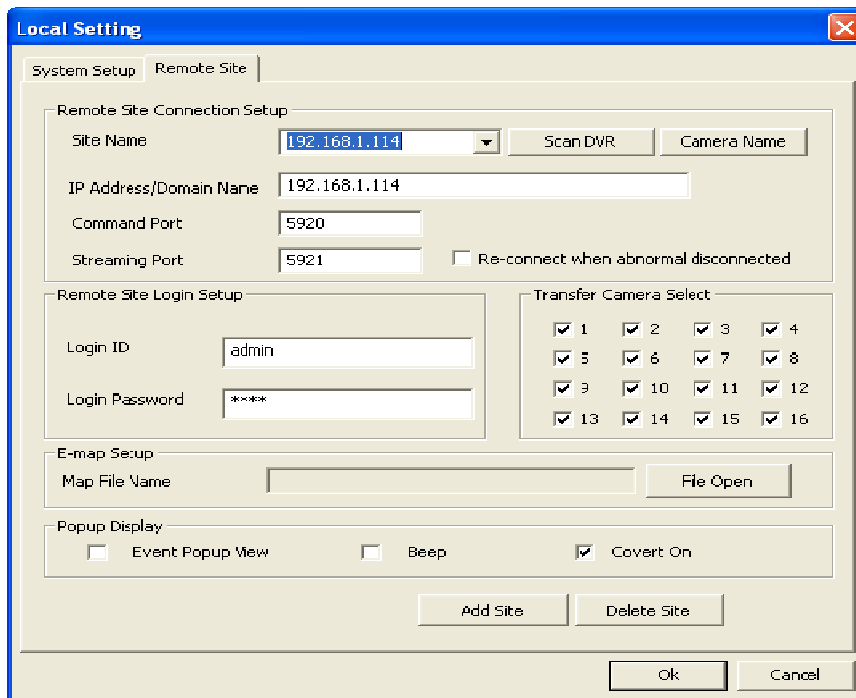 Local Setting
System Setup Remote Site
Remote Site Connection Setup
Site Name 192.168.1.114 Scan DVR Camera Name
IP Address/Domain Name 192.168.1.114
Command Port 5920
Streaming Port 5921 Re-connect when abnormal disconnected
Remote Site Login Setup Transfer Camera Select
1 2 3 4
Login ID admin
5 6 7 8
9 10 11 12
Login Password ****
13 14 15 16
E-map Setup
Map File Name File Open
Popup Display
Event Popup View Beep Covert On
Add Site Delete Site
Ok Cancel